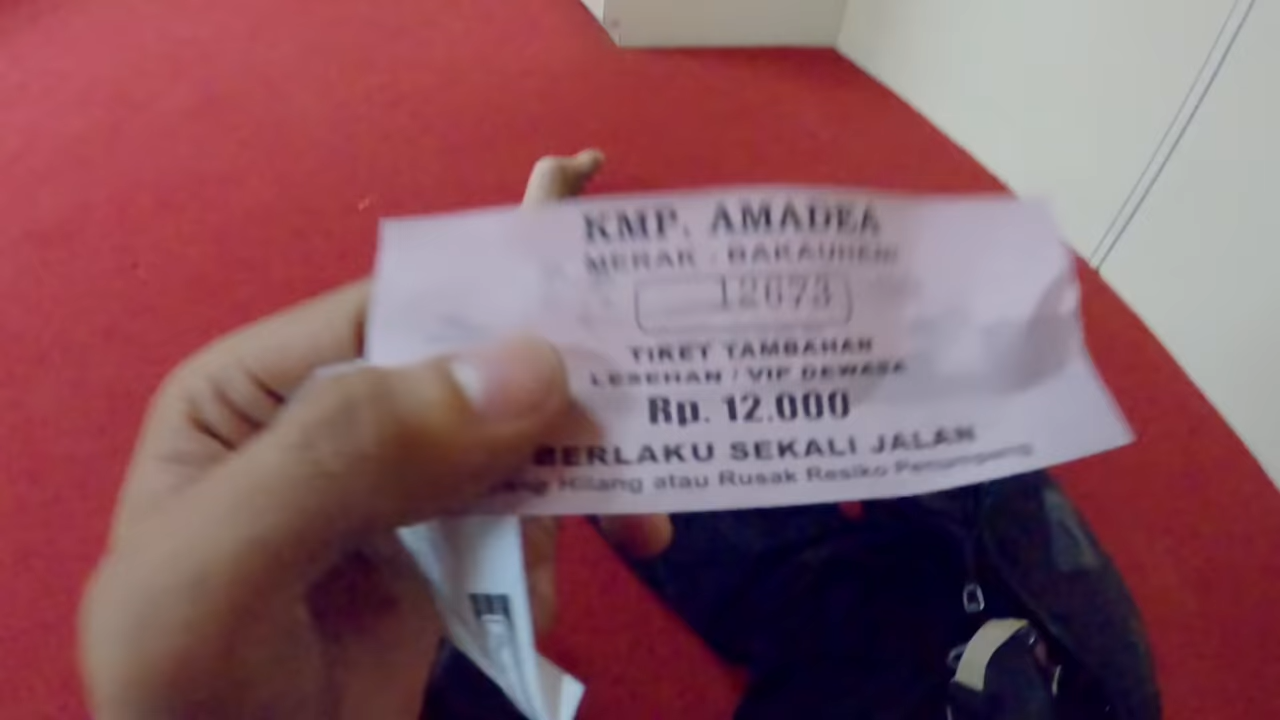 KMP. AMADEA
MERAK - BAKAUHENI
12673
TIKET TAMBAHAN
LESEHAN / VIP DEWASA
Rp. 12.000
BERLAKU SEKALI JALAN
Hilang atau Rusak Resiko Penumpang